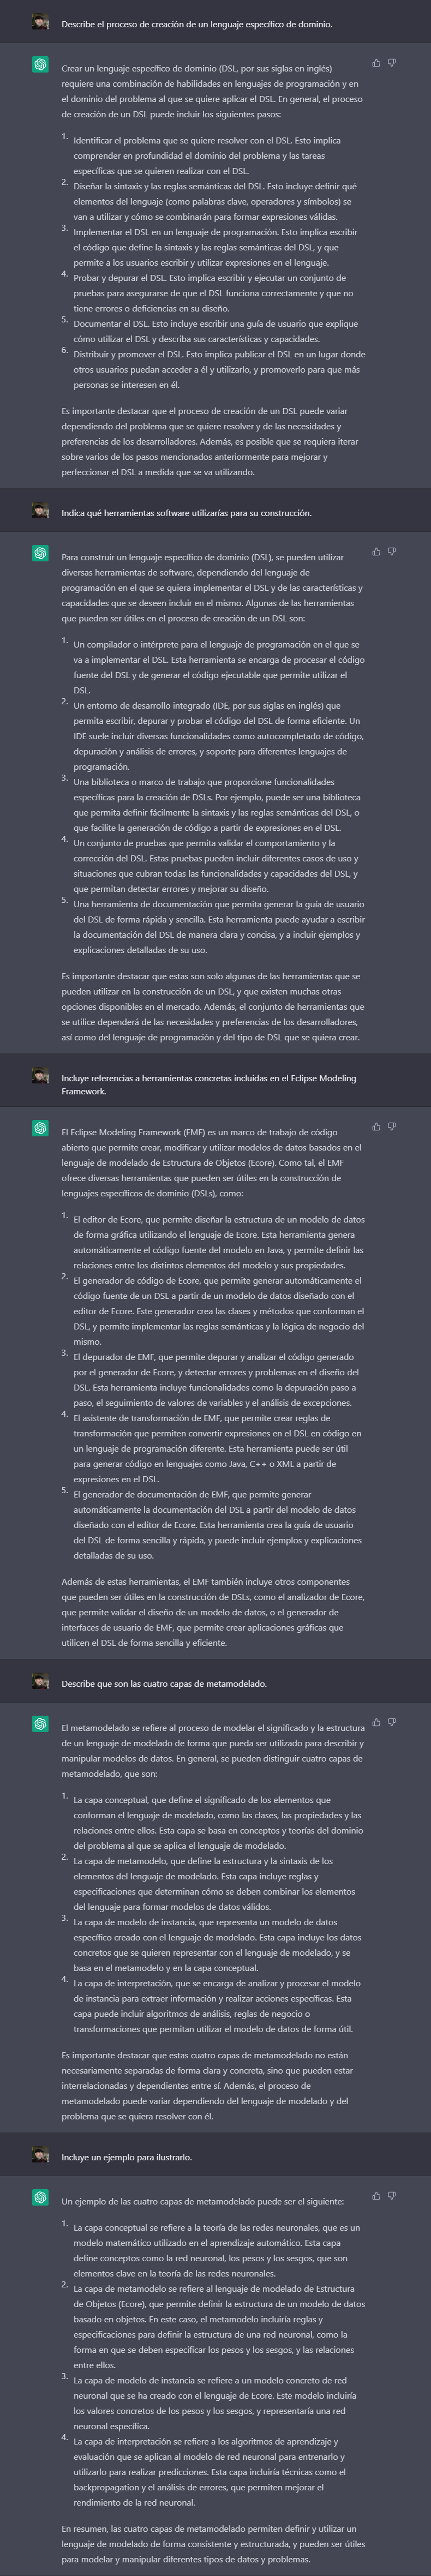 Describe el proceso de creación de un lenguaje específico de dominio.
Crear un lenguaje específico de dominio (DSL, por sus siglas en inglés)
requiere una combinación de habilidades en lenguajes de programación y en
el dominio del problema al que se quiere aplicar el DSL. En general, el proceso
de creación de un DSL puede incluir los siguientes pasos:
1. Identificar el problema que se quiere resolver con el DSL. Esto implica
comprender en profundidad el dominio del problema y las tareas
específicas que se quieren realizar con el DSL.
2. Diseñar la sintaxis y las reglas semánticas del DSL. Esto incluye definir qué
elementos del lenguaje (como palabras clave, operadores y símbolos) se
van a utilizar y cómo se combinarán para formar expresiones válidas.
3. Implementar el DSL en un lenguaje de programación. Esto implica escribir
el código que define la sintaxis y las reglas semánticas del DSL, y que
permite a los usuarios escribir y utilizar expresiones en el lenguaje.
4. Probar y depurar el DSL. Esto implica escribir y ejecutar un conjunto de
pruebas para asegurarse de que el DSL funciona correctamente y que no
tiene errores o deficiencias en su diseño.
5. Documentar el DSL. Esto incluye escribir una guía de usuario que explique
cómo utilizar el DSL y describa sus características y capacidades.
6. Distribuir y promover el DSL. Esto implica publicar el DSL en un lugar donde
otros usuarios puedan acceder a él y utilizarlo, y promoverlo para que más
personas se interesen en él.
Es importante destacar que el proceso de creación de un DSL puede variar
dependiendo del problema que se quiere resolver y de las necesidades y
preferencias de los desarrolladores. Además, es posible que se requiera iterar
sobre varios de los pasos mencionados anteriormente para mejorar y
perfeccionar el DSL a medida que se va utilizando.
Indica qué herramientas software utilizarías para su construcción.
Para construir un lenguaje específico de dominio (DSL), se pueden utilizar
diversas herramientas de software, dependiendo del lenguaje de
programación en el que se quiera implementar el DSL y de las características y
capacidades que se deseen incluir en el mismo. Algunas de las herramientas
que pueden ser útiles en el proceso de creación de un DSL son:
1. Un compilador o intérprete para el lenguaje de programación en el que se
va a implementar el DSL. Esta herramienta se encarga de procesar el código
fuente del DSL y de generar el código ejecutable que permite utilizar el
DSL.
2. Un entorno de desarrollo integrado (IDE, por sus siglas en inglés) que
permita escribir, depurar y probar el código del DSL de forma eficiente. Un
IDE suele incluir diversas funcionalidades como autocompletado de código,
depuración y análisis de errores, y soporte para diferentes lenguajes de
programación.
3. Una biblioteca o marco de trabajo que proporcione funcionalidades
específicas para la creación de DSLs. Por ejemplo, puede ser una biblioteca
que permita definir fácilmente la sintaxis y las reglas semánticas del DSL, o
que facilite la generación de código a partir de expresiones en el DSL.
4. Un conjunto de pruebas que permita validar el comportamiento y la
corrección del DSL. Estas pruebas pueden incluir diferentes casos de uso y
situaciones que cubran todas las funcionalidades y capacidades del DSL, y
que permitan detectar errores y mejorar su diseño.
5. Una herramienta de documentación que permita generar la guía de usuario
del DSL de forma rápida y sencilla. Esta herramienta puede ayudar a escribir
la documentación del DSL de manera clara y concisa, y a incluir ejemplos y
explicaciones detalladas de su uso.
Es importante destacar que estas son solo algunas de las herramientas que se
pueden utilizar en la construcción de un DSL, y que existen muchas otras
opciones disponibles en el mercado. Además, el conjunto de herramientas que
se utilice dependerá de las necesidades y preferencias de los desarrolladores,
así como del lenguaje de programación y del tipo de DSL que se quiera crear.
Incluye referencias a herramientas concretas incluidas en el Eclipse Modeling
Framework.
El Eclipse Modeling Framework (EMF) es un marco de trabajo de código
abierto que permite crear, modificar y utilizar modelos de datos basados en el
lenguaje de modelado de Estructura de Objetos (Ecore). Como tal, el EMF
ofrece diversas herramientas que pueden ser útiles en la construcción de
lenguajes específicos de dominio (DSLs), como:
1. El editor de Ecore, que permite diseñar la estructura de un modelo de datos
de forma gráfica utilizando el lenguaje de Ecore. Esta herramienta genera
automáticamente el código fuente del modelo en Java, y permite definir las
relaciones entre los distintos elementos del modelo y sus propiedades.
2. El generador de código de Ecore, que permite generar automáticamente el
código fuente de un DSL a partir de un modelo de datos diseñado con el
editor de Ecore. Este generador crea las clases y métodos que conforman el
DSL, y permite implementar las reglas semánticas y la lógica de negocio del
mismo.
3. El depurador de EMF, que permite depurar y analizar el código generado
por el generador de Ecore, y detectar errores y problemas en el diseño del
DSL. Esta herramienta incluye funcionalidades como la depuración paso a
paso, el seguimiento de valores de variables y el análisis de excepciones.
4. El asistente de transformación de EMF, que permite crear reglas de
transformación que permiten convertir expresiones en el DSL en código en
un lenguaje de programación diferente. Esta herramienta puede ser útil
para generar código en lenguajes como Java, C++ o XML a partir de
expresiones en el DSL.
5. El generador de documentación de EMF, que permite generar
automáticamente la documentación del DSL a partir del modelo de datos
diseñado con el editor de Ecore. Esta herramienta crea la guía de usuario
del DSL de forma sencilla y rápida, y puede incluir ejemplos y explicaciones
detalladas de su uso.
Además de estas herramientas, el EMF también incluye otros componentes
que pueden ser útiles en la construcción de DSLs, como el analizador de Ecore,
que permite validar el diseño de un modelo de datos, o el generador de
interfaces de usuario de EMF, que permite crear aplicaciones gráficas que
utilicen el DSL de forma sencilla y eficiente.
Describe que son las cuatro capas de metamodelado.
El metamodelado se refiere al proceso de modelar el significado y la estructura
de un lenguaje de modelado de forma que pueda ser utilizado para describir y
manipular modelos de datos. En general, se pueden distinguir cuatro capas de
metamodelado, que son:
1. La capa conceptual, que define el significado de los elementos que
conforman el lenguaje de modelado, como las clases, las propiedades y las
relaciones entre ellos. Esta capa se basa en conceptos y teorías del dominio
del problema al que se aplica el lenguaje de modelado.
2. La capa de metamodelo, que define la estructura y la sintaxis de los
elementos del lenguaje de modelado. Esta capa incluye reglas y
especificaciones que determinan cómo se deben combinar los elementos
del lenguaje para formar modelos de datos válidos.
3. La capa de modelo de instancia, que representa un modelo de datos
específico creado con el lenguaje de modelado. Esta capa incluye los datos
concretos que se quieren representar con el lenguaje de modelado, y se
basa en el metamodelo y en la capa conceptual.
4. La capa de interpretación, que se encarga de analizar y procesar el modelo
de instancia para extraer información y realizar acciones específicas. Esta
capa puede incluir algoritmos de análisis, reglas de negocio o
transformaciones que permitan utilizar el modelo de datos de forma útil.
Es importante destacar que estas cuatro capas de metamodelado no están
necesariamente separadas de forma clara y concreta, sino que pueden estar
interrelacionadas y dependientes entre sí. Además, el proceso de
metamodelado puede variar dependiendo del lenguaje de modelado y del
problema que se quiera resolver con él.
Incluye un ejemplo para ilustrarlo.
Un ejemplo de las cuatro capas de metamodelado puede ser el siguiente:
1. La capa conceptual se refiere a la teoría de las redes neuronales, que es un
modelo matemático utilizado en el aprendizaje automático. Esta capa
define conceptos como la red neuronal, los pesos y los sesgos, que son
elementos clave en la teoría de las redes neuronales.
2. La capa de metamodelo se refiere al lenguaje de modelado de Estructura
de Objetos (Ecore), que permite definir la estructura de un modelo de datos
basado en objetos. En este caso, el metamodelo incluiría reglas y
especificaciones para definir la estructura de una red neuronal, como la
forma en que se deben especificar los pesos y los sesgos, y las relaciones
entre ellos.
3. La capa de modelo de instancia se refiere a un modelo concreto de red
neuronal que se ha creado con el lenguaje de Ecore. Este modelo incluiría
los valores concretos de los pesos y los sesgos, y representaría una red
neuronal específica.
4. La capa de interpretación se refiere a los algoritmos de aprendizaje y
evaluación que se aplican al modelo de red neuronal para entrenarlo y
utilizarlo para realizar predicciones. Esta capa incluiría técnicas como el
backpropagation y el análisis de errores, que permiten mejorar el
rendimiento de la red neuronal.
En resumen, las cuatro capas de metamodelado permiten definir y utilizar un
lenguaje de modelado de forma consistente y estructurada, y pueden ser útiles
para modelar y manipular diferentes tipos de datos y problemas.